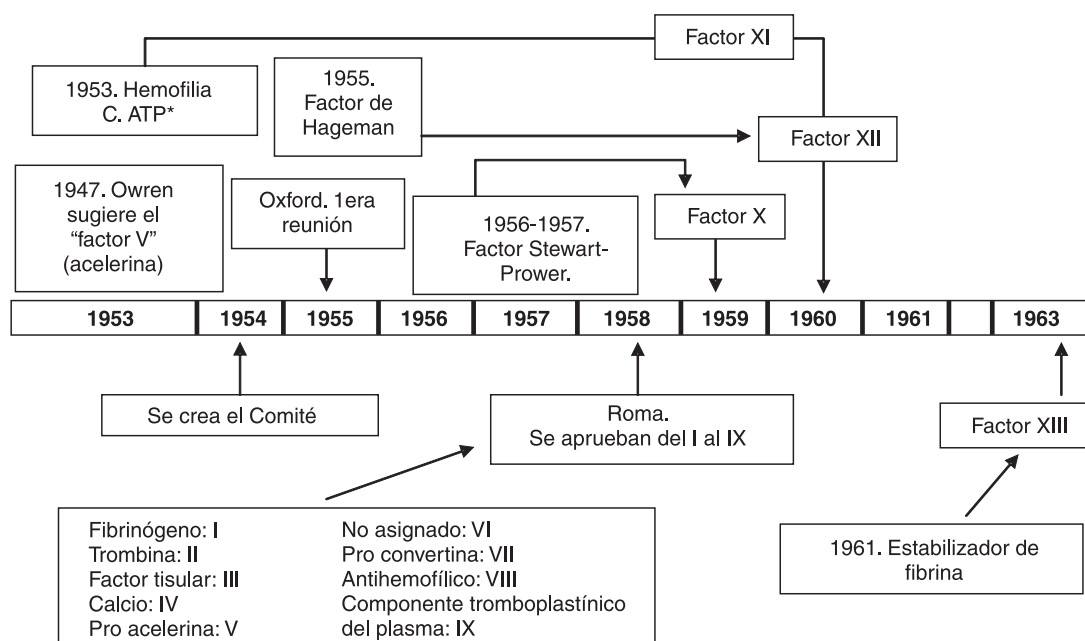 Factor XI
1953. Hemofilia
C. ATP*
1955.
Factor de
Hageman
Factor XII
1947. Owren
sugiere el
“factor V”
(acelerina)
Oxford. 1era
reunión
1956-1957.
Factor Stewart-
Prower.
Factor X
1953 1954 1955 1956 1957 1958 1959 1960 1961 1963
Se crea el Comité
Roma.
Se aprueban del I al IX
Factor XIII
Fibrinógeno: I
Trombina: II
Factor tisular: III
Calcio: IV
Pro acelerina: V
No asignado: VI
Pro convertina: VII
Antihemofílico: VIII
Componente tromboplastínico
del plasma: IX
1961. Estabilizador de
fibrina